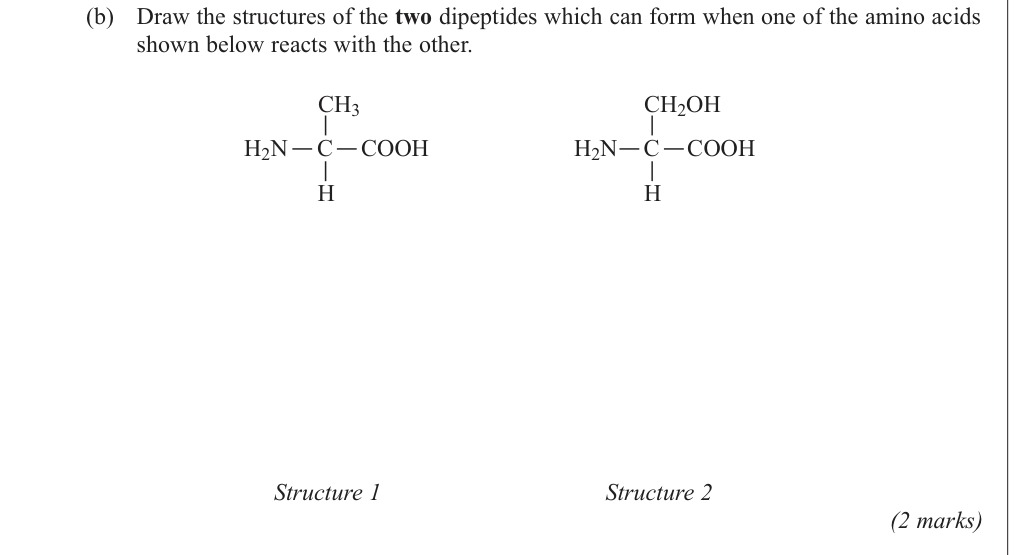 (b) Draw the structures of the two dipeptides which can form when one of the amino acids
shown below reacts with the other.
CH₃ CH₂OH
H₂N—C—COOH H₂N—C—COOH
H H
Structure 1 Structure 2
(2 marks)